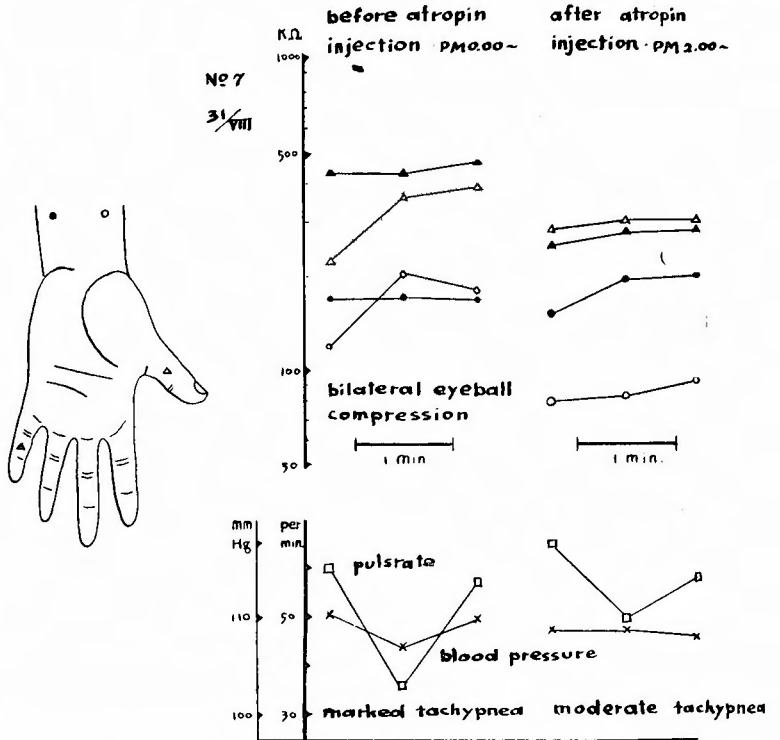 before atropin
injection PM0.00~
after atropin
injection · PM 2.00~
KΩ
1000
No 7
31/VIII
500
100
50
bilateral eyeball
compression
1 min
1 min.
mm
Hg
per
min.
pulsrate
110
50
blood pressure
100
30
marked tachypnea
moderate tachypnea